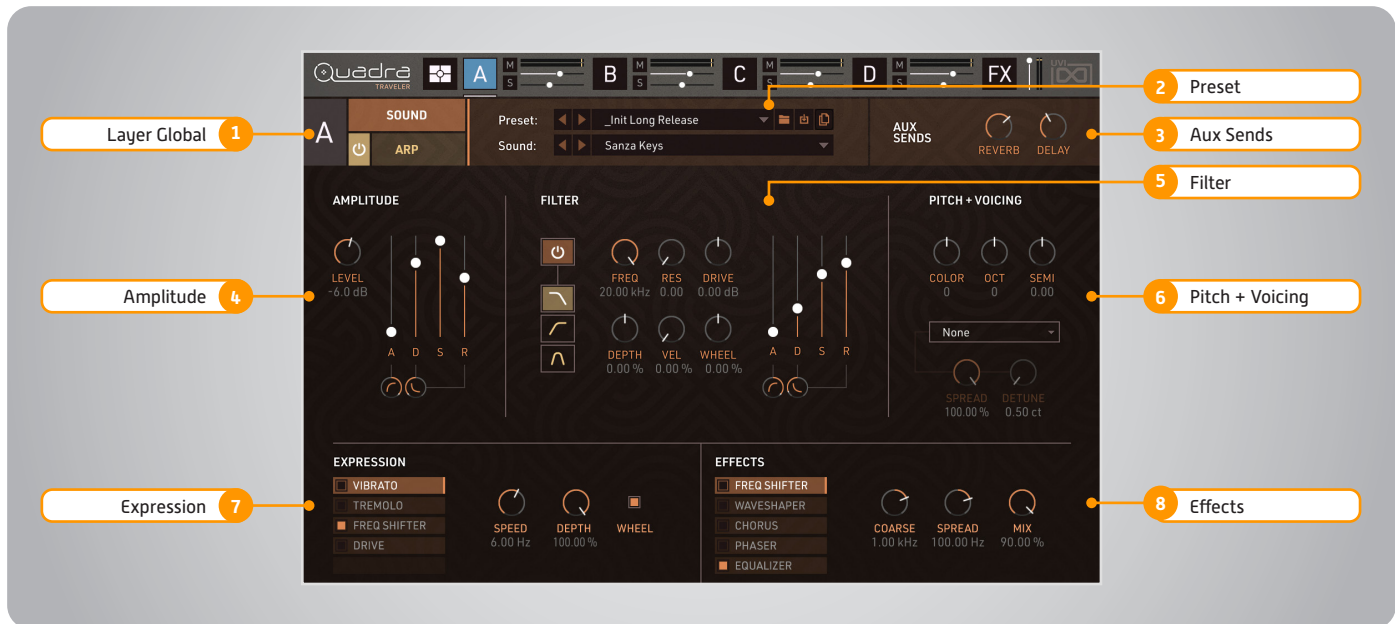 Quadra
TRAVELER
A
M
S
B
M
S
C
M
S
D
M
S
FX
UVI
2 Preset
Layer Global 1
A
SOUND
ARP
Preset: _Init Long Release
Sound: Sanza Keys
AUX
SENDS
REVERB DELAY
3 Aux Sends
5 Filter
AMPLITUDE
LEVEL
-6.0 dB
A D S R
Amplitude 4
FILTER
FREQ RES DRIVE
20.00 kHz 0.00 0.00 dB
DEPTH VEL WHEEL
0.00 % 0.00 % 0.00 %
A D S R
PITCH + VOICING
COLOR OCT SEMI
0 0 0.00
None
SPREAD DETUNE
100.00 % 0.50 ct
6 Pitch + Voicing
EXPRESSION
VIBRATO
TREMOLO
FREQ SHIFTER
DRIVE
SPEED DEPTH WHEEL
6.00 Hz 100.00 %
Expression 7
EFFECTS
FREQ SHIFTER
WAVESHAPER
CHORUS
PHASER
EQUALIZER
COARSE SPREAD MIX
1.00 kHz 100.00 Hz 90.00 %
8 Effects